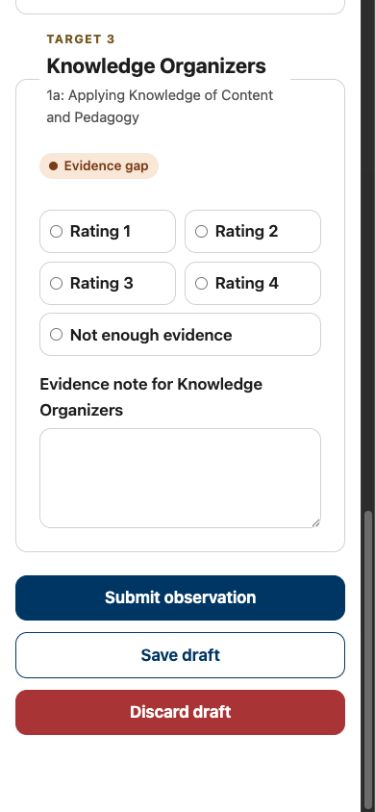 TARGET 3
Knowledge Organizers
1a: Applying Knowledge of Content
and Pedagogy
Evidence gap
Rating 1
Rating 2
Rating 3
Rating 4
Not enough evidence
Evidence note for Knowledge
Organizers
Submit observation
Save draft
Discard draft